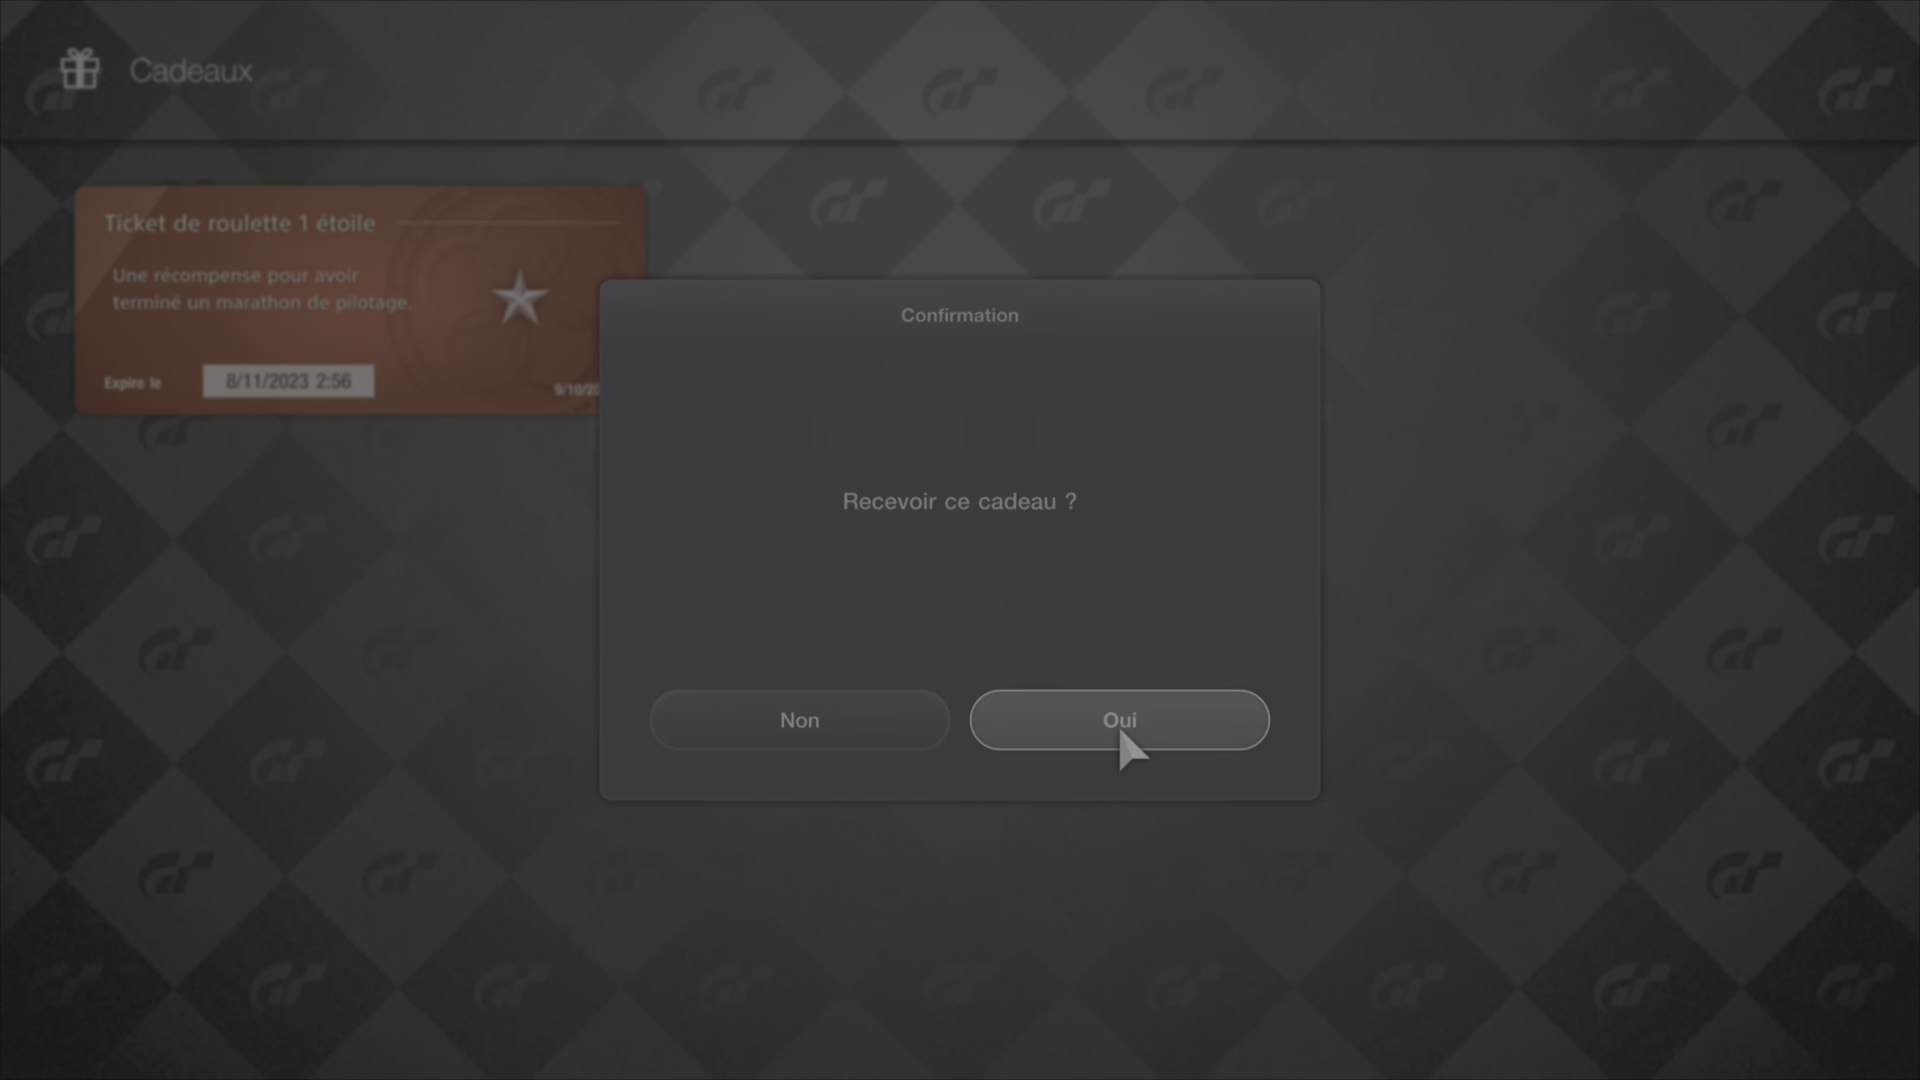 Cadeaux
Ticket de roulette 1 étoile
Une récompense pour avoir
terminé un marathon de pilotage.
Expire le
8/11/2023 2:56
Confirmation
Recevoir ce cadeau ?
Non
Oui